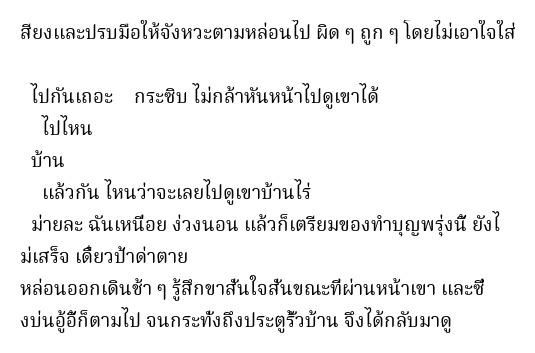 สียงและปรบมือให้จังหวะตามหล่อนไป ผิด ๆ ถูก ๆ โดยไม่เอาใจใส่
ไปกันเถอะ กระซิบ ไม่กล้าหันหน้าไปดูเขาได้
ไปไหน
บ้าน
แล้วกัน ไหนว่าจะเลยไปดูเขาบ้านไร่
ม่ายละ ฉันเหนื่อย ง่วงนอน แล้วก็เตรียมของทำบุญพรุ่งนี้ ยังไ
ม่เสร็จ เดี๋ยวป้าด่าตาย
หล่อนออกเดินช้า ๆ รู้สึกขาสั่นใจสั่นขณะที่ผ่านหน้าเขา และซึ่
งบ่นอู้อี้ก็ตามไป จนกระทั่งถึงประตูรั้วบ้าน จึงได้กลับมาดู